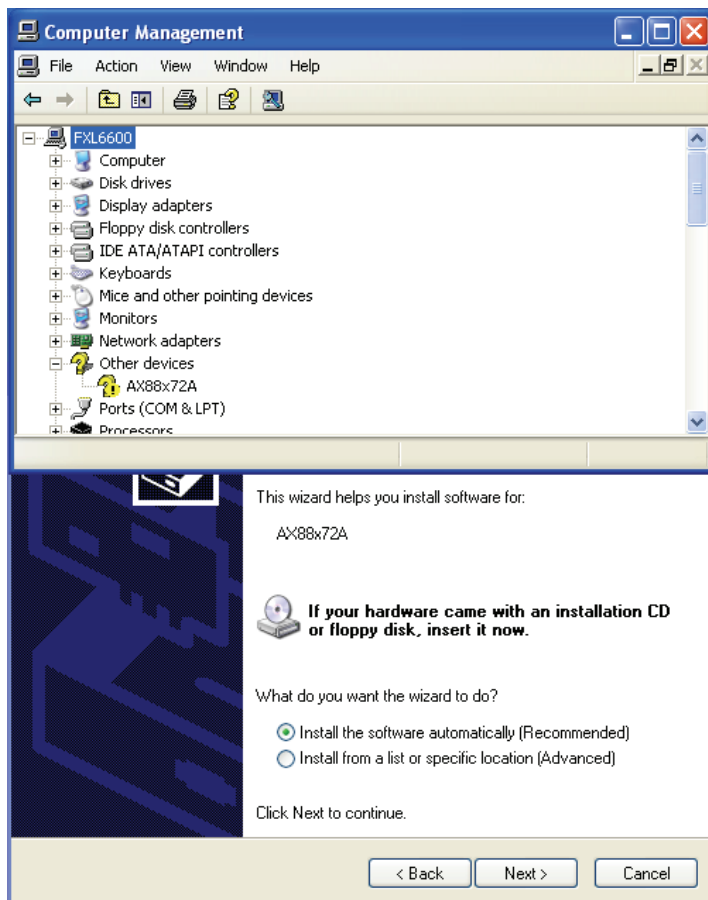 Computer Management
File Action View Window Help
FXL6600
Computer
Disk drives
Display adapters
Floppy disk controllers
IDE ATA/ATAPI controllers
Keyboards
Mice and other pointing devices
Monitors
Network adapters
Other devices
AX88x72A
Ports (COM & LPT)
Processors
This wizard helps you install software for:
AX88x72A
If your hardware came with an installation CD
or floppy disk, insert it now.
What do you want the wizard to do?
Install the software automatically (Recommended)
Install from a list or specific location (Advanced)
Click Next to continue.
< Back Next > Cancel